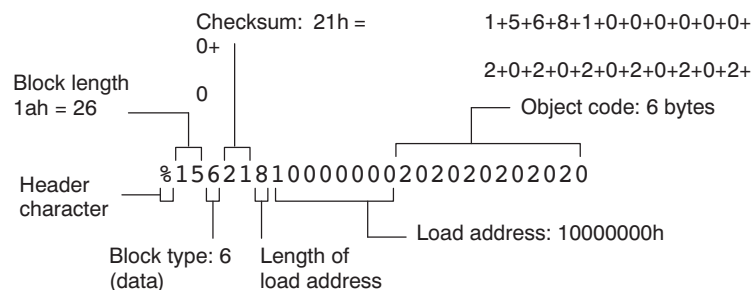 Checksum: 21h = 1+5+6+8+1+0+0+0+0+0+0+
0+
2+0+2+0+2+0+2+0+2+0+2+
0
Block length
1ah = 26
Object code: 6 bytes
%1562181000000020202020202020
Header
character
Load address: 10000000h
Block type: 6
(data)
Length of
load address